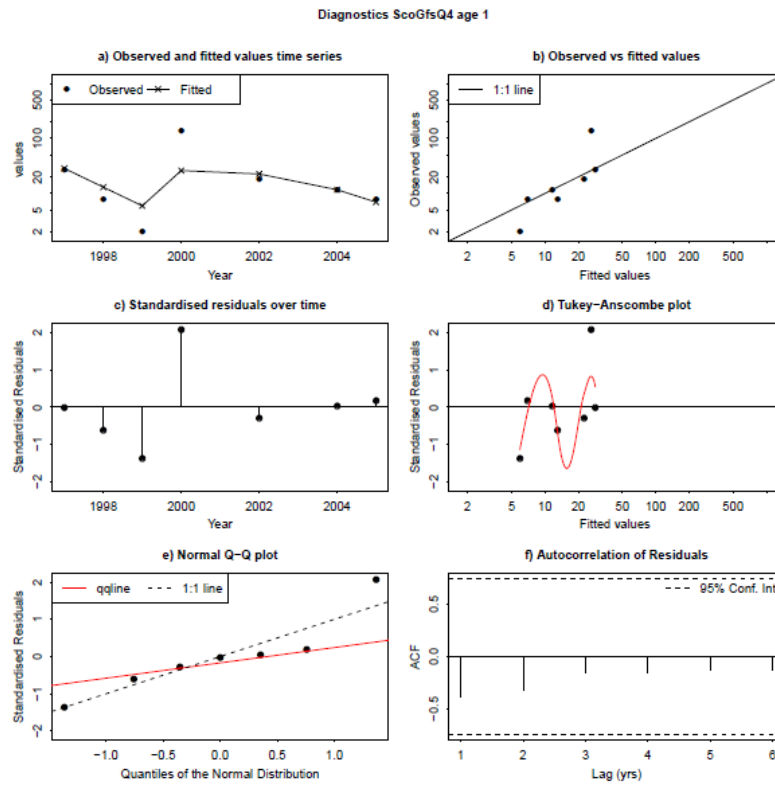 Diagnostics ScoGfsQ4 age 1
a) Observed and fitted values time series
Observed Fitted
values
500
100
20
5
2
1998 2000 2002 2004
Year
b) Observed vs fitted values
1:1 line
Observed values
500
100
20
5
2
2 5 10 20 50 100 200 500
Fitted values
c) Standardised residuals over time
Standardised Residuals
2
1
0
−1
−2
1998 2000 2002 2004
Year
d) Tukey−Anscombe plot
Standardised Residuals
2
1
0
−1
−2
2 5 10 20 50 100 200 500
Fitted values
e) Normal Q−Q plot
qqline 1:1 line
Standardised Residuals
2
1
0
−1
−2
−1.0 −0.5 0.0 0.5 1.0
Quantiles of the Normal Distribution
f) Autocorrelation of Residuals
95% Conf. Int
ACF
0.5
0.0
−0.5
1 2 3 4 5 6
Lag (yrs)